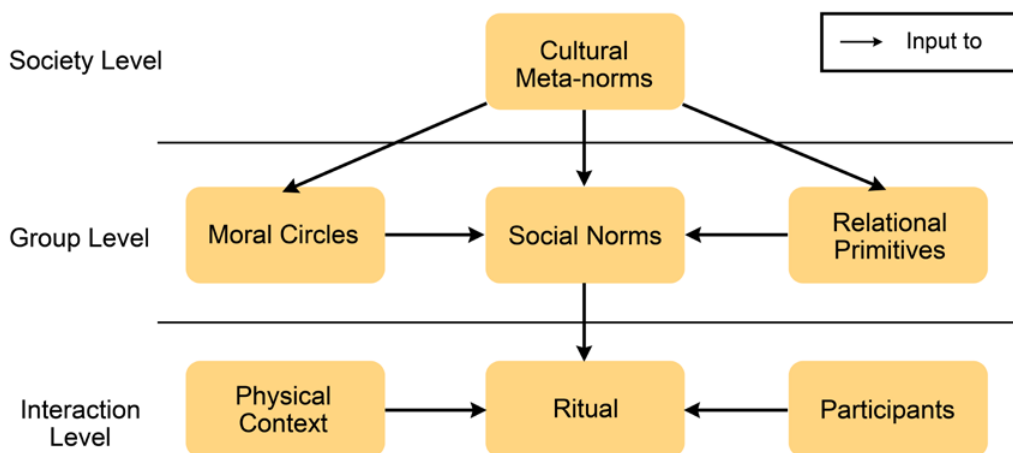 Society Level
Cultural
Meta-norms
Input to
Group Level
Moral Circles
Social Norms
Relational
Primitives
Interaction
Level
Physical
Context
Ritual
Participants